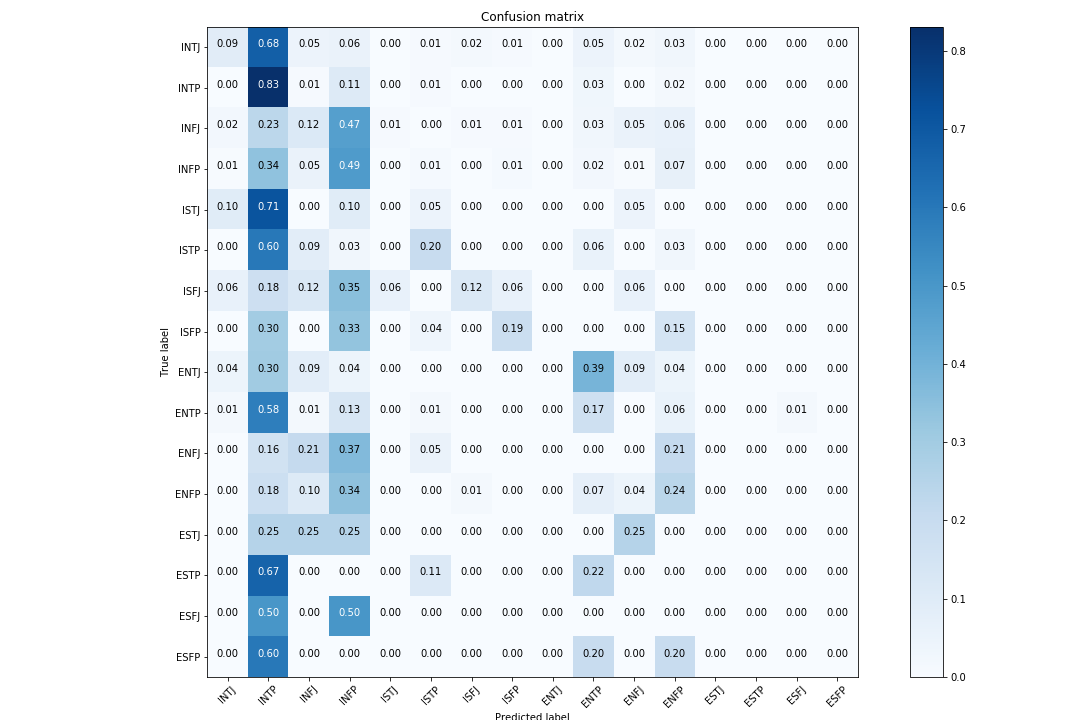 Confusion matrix
INTJ 0.09 0.68 0.05 0.06 0.00 0.01 0.02 0.01 0.00 0.05 0.02 0.03 0.00 0.00 0.00 0.00
INTP 0.00 0.83 0.01 0.11 0.00 0.01 0.00 0.00 0.00 0.03 0.00 0.02 0.00 0.00 0.00 0.00
INFJ 0.02 0.23 0.12 0.47 0.01 0.00 0.01 0.01 0.00 0.03 0.05 0.06 0.00 0.00 0.00 0.00
INFP 0.01 0.34 0.05 0.49 0.00 0.01 0.00 0.01 0.00 0.02 0.01 0.07 0.00 0.00 0.00 0.00
ISTJ 0.10 0.71 0.00 0.10 0.00 0.05 0.00 0.00 0.00 0.00 0.05 0.00 0.00 0.00 0.00 0.00
ISTP 0.00 0.60 0.09 0.03 0.00 0.20 0.00 0.00 0.00 0.06 0.00 0.03 0.00 0.00 0.00 0.00
ISFJ 0.06 0.18 0.12 0.35 0.06 0.00 0.12 0.06 0.00 0.00 0.06 0.00 0.00 0.00 0.00 0.00
ISFP 0.00 0.30 0.00 0.33 0.00 0.04 0.00 0.19 0.00 0.00 0.00 0.15 0.00 0.00 0.00 0.00
ENTJ 0.04 0.30 0.09 0.04 0.00 0.00 0.00 0.00 0.00 0.39 0.09 0.04 0.00 0.00 0.00 0.00
ENTP 0.01 0.58 0.01 0.13 0.00 0.01 0.00 0.00 0.00 0.17 0.00 0.06 0.00 0.00 0.01 0.00
ENFJ 0.00 0.16 0.21 0.37 0.00 0.05 0.00 0.00 0.00 0.00 0.00 0.21 0.00 0.00 0.00 0.00
ENFP 0.00 0.18 0.10 0.34 0.00 0.00 0.01 0.00 0.00 0.07 0.04 0.24 0.00 0.00 0.00 0.00
ESTJ 0.00 0.25 0.25 0.25 0.00 0.00 0.00 0.00 0.00 0.00 0.25 0.00 0.00 0.00 0.00 0.00
ESTP 0.00 0.67 0.00 0.00 0.00 0.11 0.00 0.00 0.00 0.22 0.00 0.00 0.00 0.00 0.00 0.00
ESFJ 0.00 0.50 0.00 0.50 0.00 0.00 0.00 0.00 0.00 0.00 0.00 0.00 0.00 0.00 0.00 0.00
ESFP 0.00 0.60 0.00 0.00 0.00 0.00 0.00 0.00 0.00 0.20 0.00 0.20 0.00 0.00 0.00 0.00
True label
INTJ INTP INFJ INFP ISTJ ISTP ISFJ ISFP ENTJ ENTP ENFJ ENFP ESTJ ESTP ESFJ ESFP
Predicted label
0.8
0.7
0.6
0.5
0.4
0.3
0.2
0.1
0.0